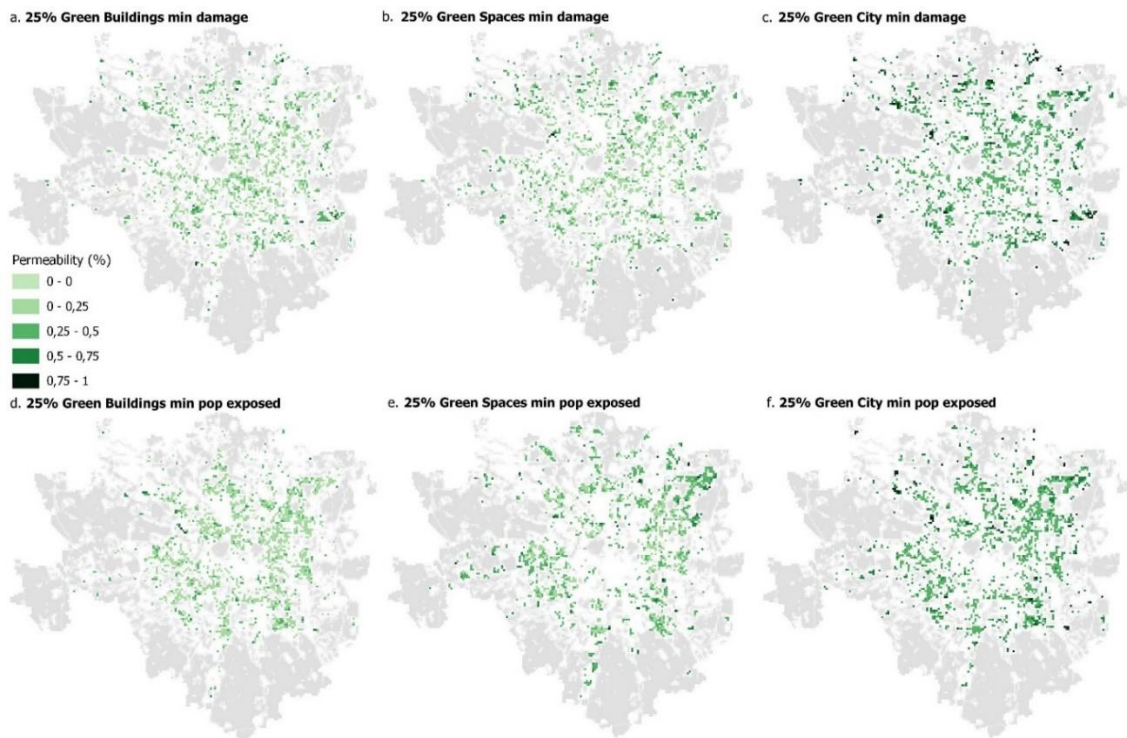 a. 25% Green Buildings min damage
b. 25% Green Spaces min damage
c. 25% Green City min damage
Permeability (%)
0 - 0
0 - 0,25
0,25 - 0,5
0,5 - 0,75
0,75 - 1
d. 25% Green Buildings min pop exposed
e. 25% Green Spaces min pop exposed
f. 25% Green City min pop exposed